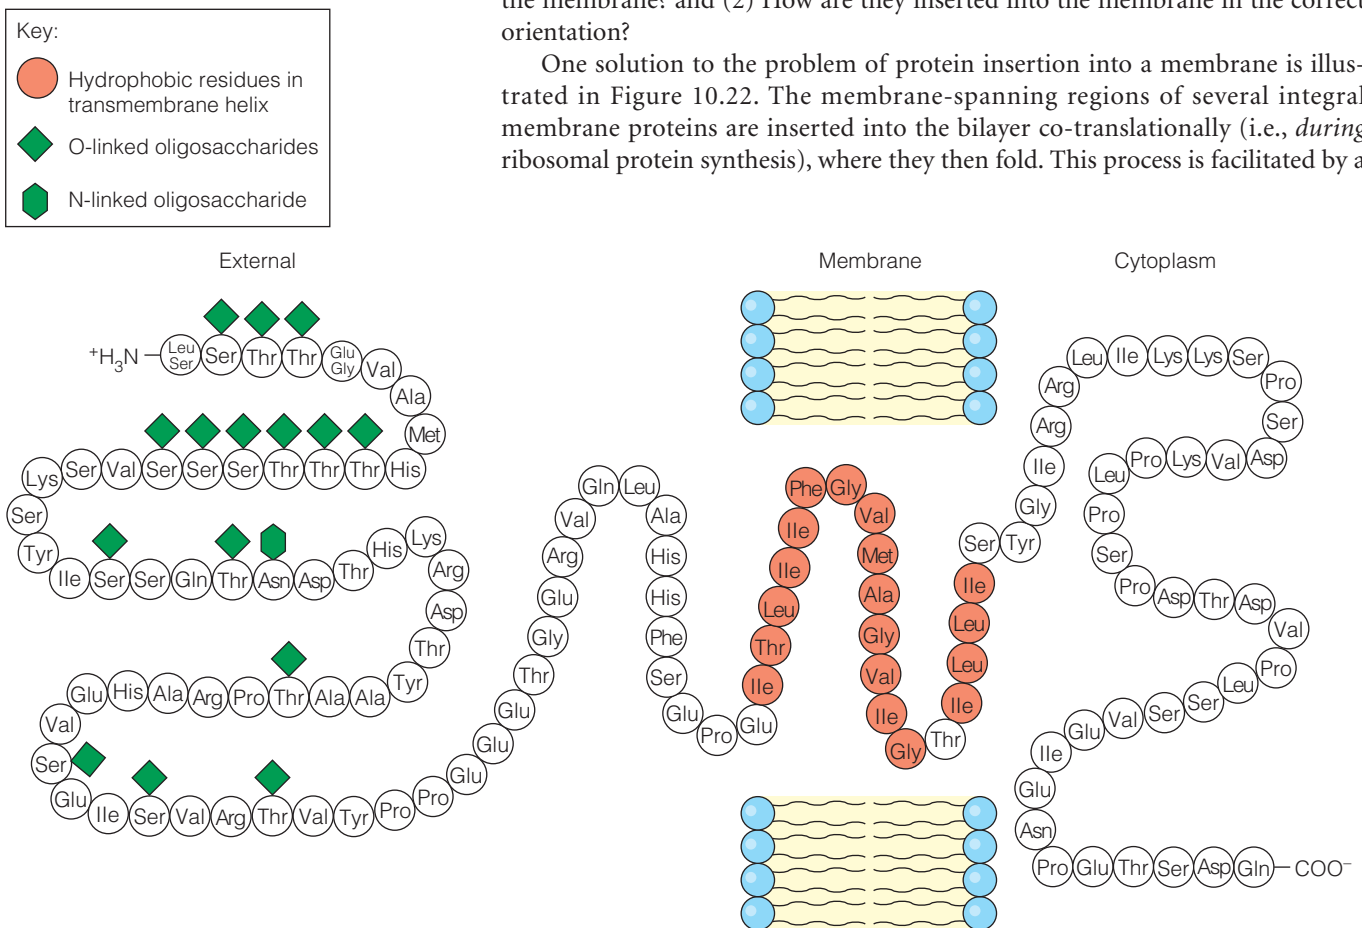 the membrane? and (2) How are they inserted into the membrane in the correct
orientation?
One solution to the problem of protein insertion into a membrane is illus-
trated in Figure 10.22. The membrane-spanning regions of several integral
membrane proteins are inserted into the bilayer co-translationally (i.e., during
ribosomal protein synthesis), where they then fold. This process is facilitated by a
Key:
Hydrophobic residues in
transmembrane helix
O-linked oligosaccharides
N-linked oligosaccharide
External
Membrane
Cytoplasm
⁺H₃N
Leu
Ser
Ser Thr Thr
Glu
Gly
Val
Ala
Met
His Thr Thr Thr Ser Ser Ser Val Ser Lys
Ser
Tyr
Ile Ser Ser Gln Thr Asn Asp Thr His Lys
Arg
Asp
Thr
Tyr
Ala Ala Thr Pro Arg Ala His Glu
Val
Ser
Glu
Ile Ser Val Arg Thr Val Tyr Pro Pro Glu
Glu
Glu
Thr
Gly
Glu
Arg
Val
Gln Leu
Ala
His
His
Phe
Ser
Glu
Pro
Glu
Ile
Thr
Leu
Ile
Ile
Phe Gly
Val
Met
Ala
Gly
Val
Ile
Gly
Thr
Ile
Leu
Leu
Ile
Ser Tyr
Gly
Ile
Arg
Arg
Leu Ile Lys Lys Ser
Pro
Ser
Asp Val Lys Pro Leu
Pro
Ser
Pro Asp Thr Asp
Val
Pro
Leu
Ser Ser Val Glu
Ile
Glu
Asn
Pro Glu Thr Ser Asp Gln COO⁻